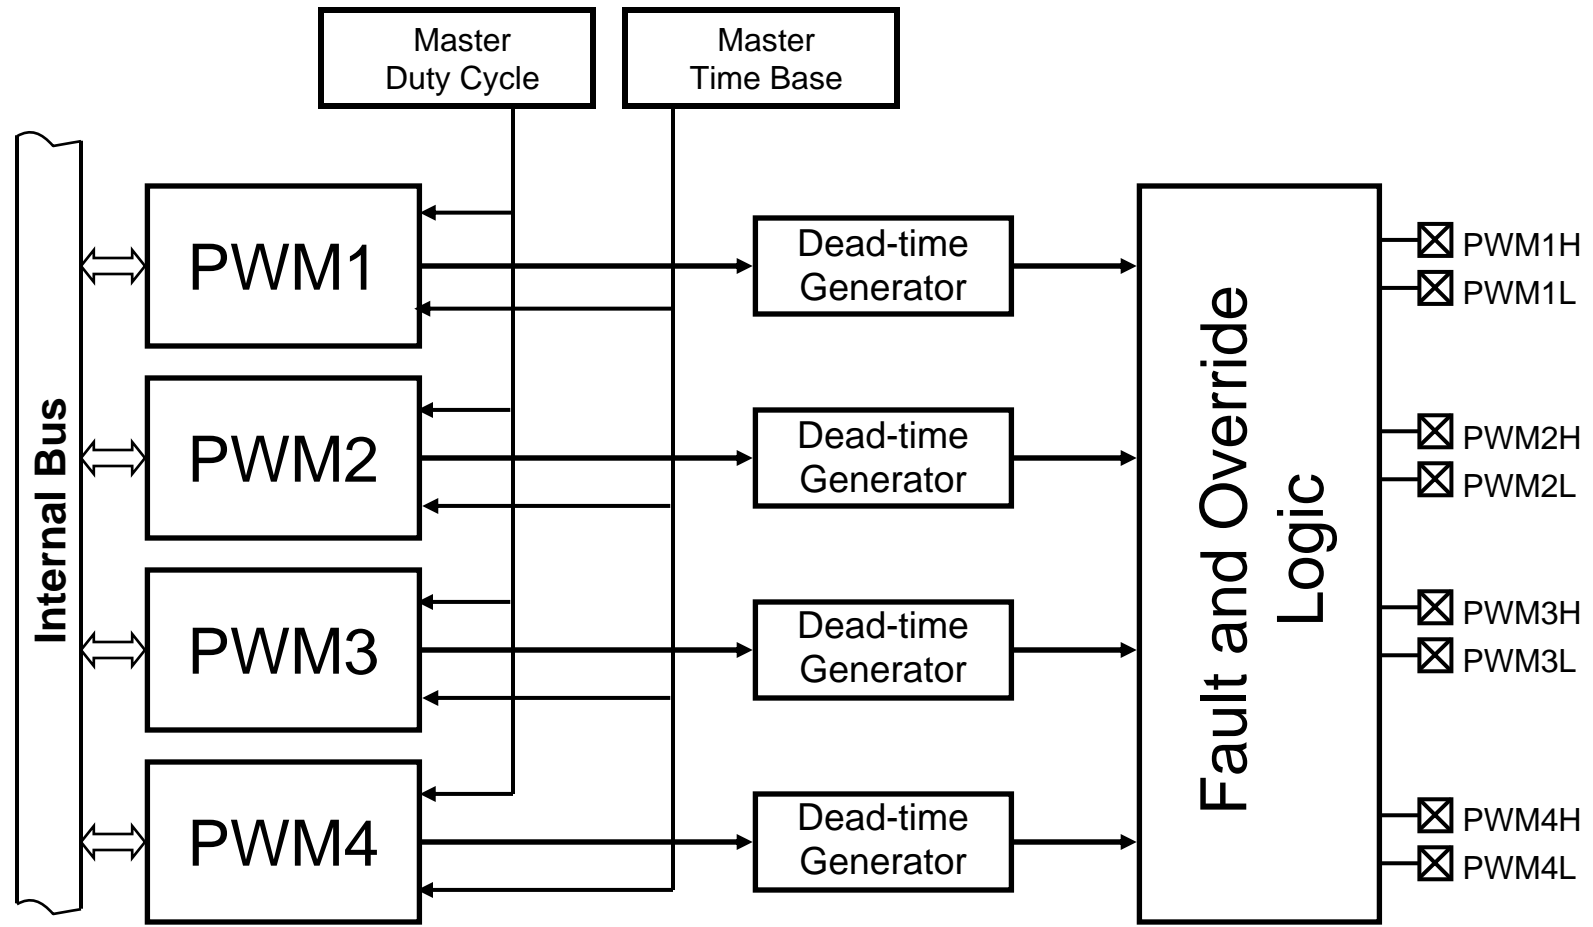 Master
Duty Cycle
Master
Time Base
Internal Bus
PWM1
Dead-time
Generator
PWM2
Dead-time
Generator
PWM3
Dead-time
Generator
PWM4
Dead-time
Generator
Fault and Override
Logic
PWM1H
PWM1L
PWM2H
PWM2L
PWM3H
PWM3L
PWM4H
PWM4L